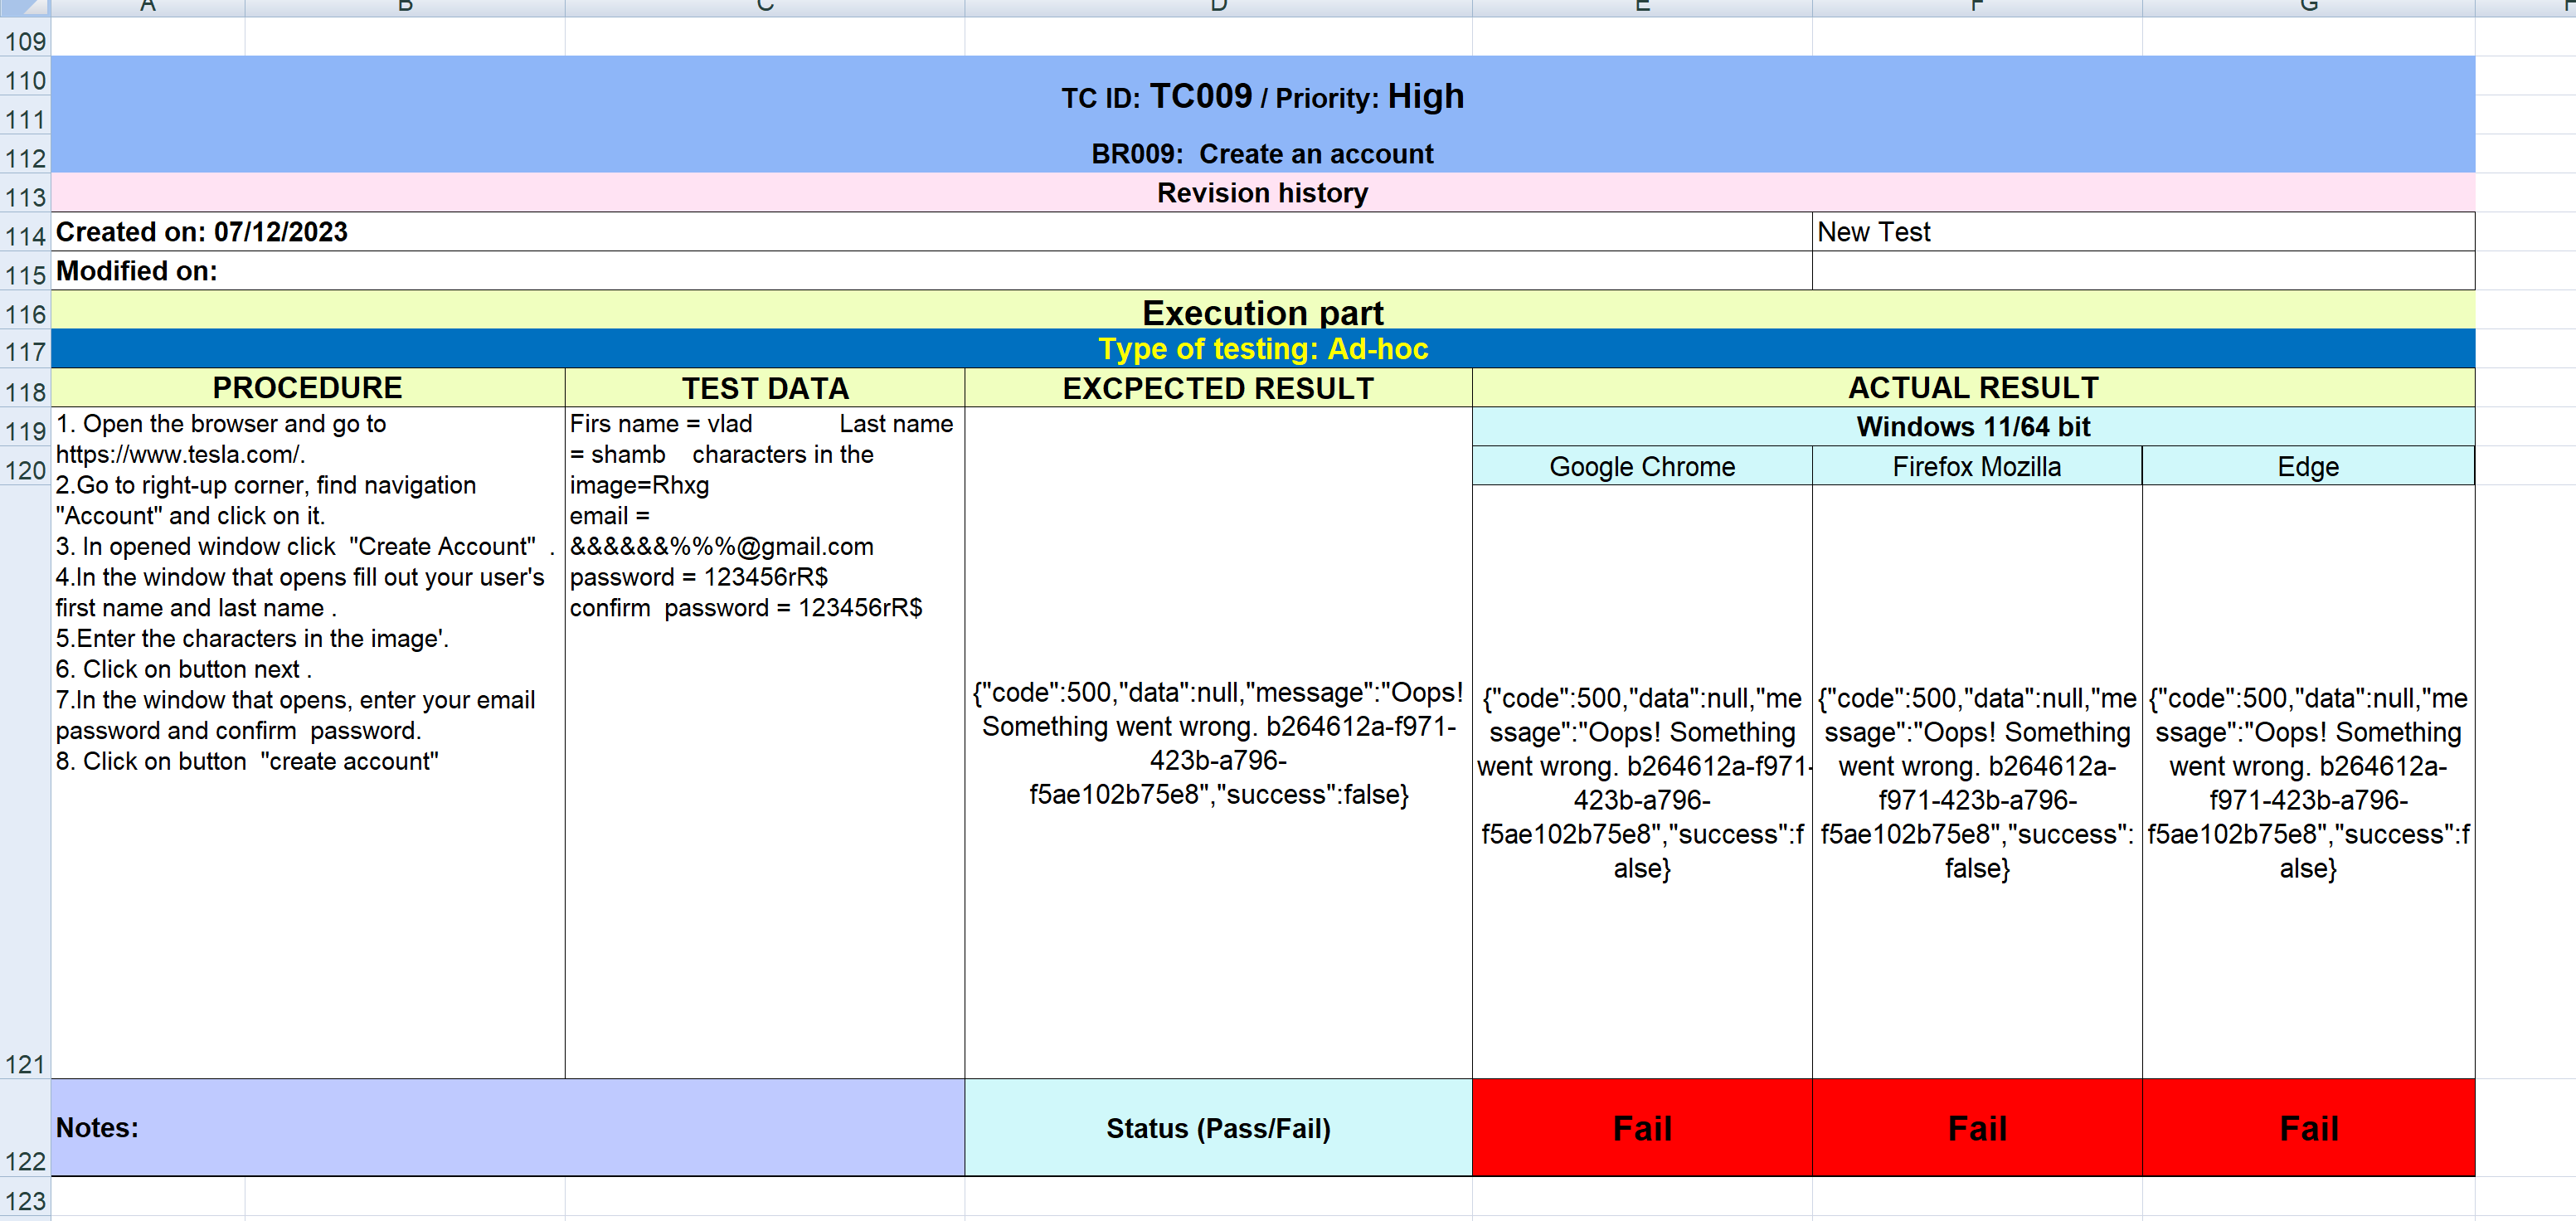 A B C D E F G
109
110
TC ID: TC009 / Priority: High
111
112 BR009:  Create an account
113 Revision history
114 Created on: 07/12/2023 New Test
115 Modified on:
116 Execution part
117 Type of testing: Ad-hoc
118 PROCEDURE TEST DATA EXCPECTED RESULT ACTUAL RESULT
119 Windows 11/64 bit
120 Google Chrome Firefox Mozilla Edge
1. Open the browser and go to
https://www.tesla.com/.
2.Go to right-up corner, find navigation
"Account" and click on it.
3. In opened window click  "Create Account"  .
4.In the window that opens fill out your user's
first name and last name .
5.Enter the characters in the image'.
6. Click on button next .
7.In the window that opens, enter your email
password and confirm  password.
8. Click on button  "create account"
Firs name = vlad Last name
= shamb    characters in the
image=Rhxg
email =
&&&&&&%%%@gmail.com
password = 123456rR$
confirm  password = 123456rR$
{"code":500,"data":null,"message":"Oops!
Something went wrong. b264612a-f971-
423b-a796-
f5ae102b75e8","success":false}
{"code":500,"data":null,"me
ssage":"Oops! Something
went wrong. b264612a-f971-
423b-a796-
f5ae102b75e8","success":f
alse}
{"code":500,"data":null,"me
ssage":"Oops! Something
went wrong. b264612a-
f971-423b-a796-
f5ae102b75e8","success":
false}
{"code":500,"data":null,"me
ssage":"Oops! Something
went wrong. b264612a-
f971-423b-a796-
f5ae102b75e8","success":f
alse}
121
122 Notes: Status (Pass/Fail) Fail Fail Fail
123